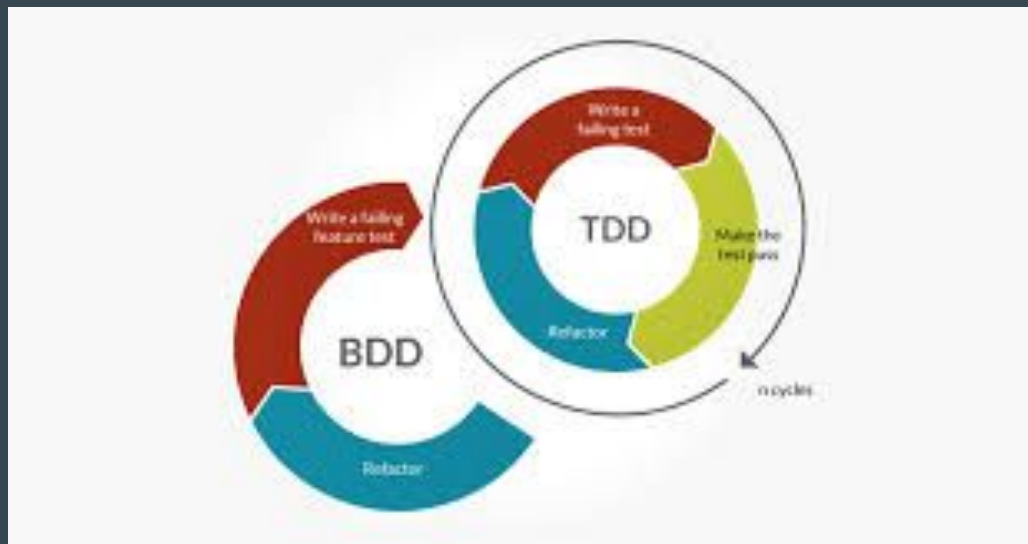 Write a
failing test
TDD
Make the
test pass
Refactor
n cycles
Write a failing
feature test
BDD
Refactor